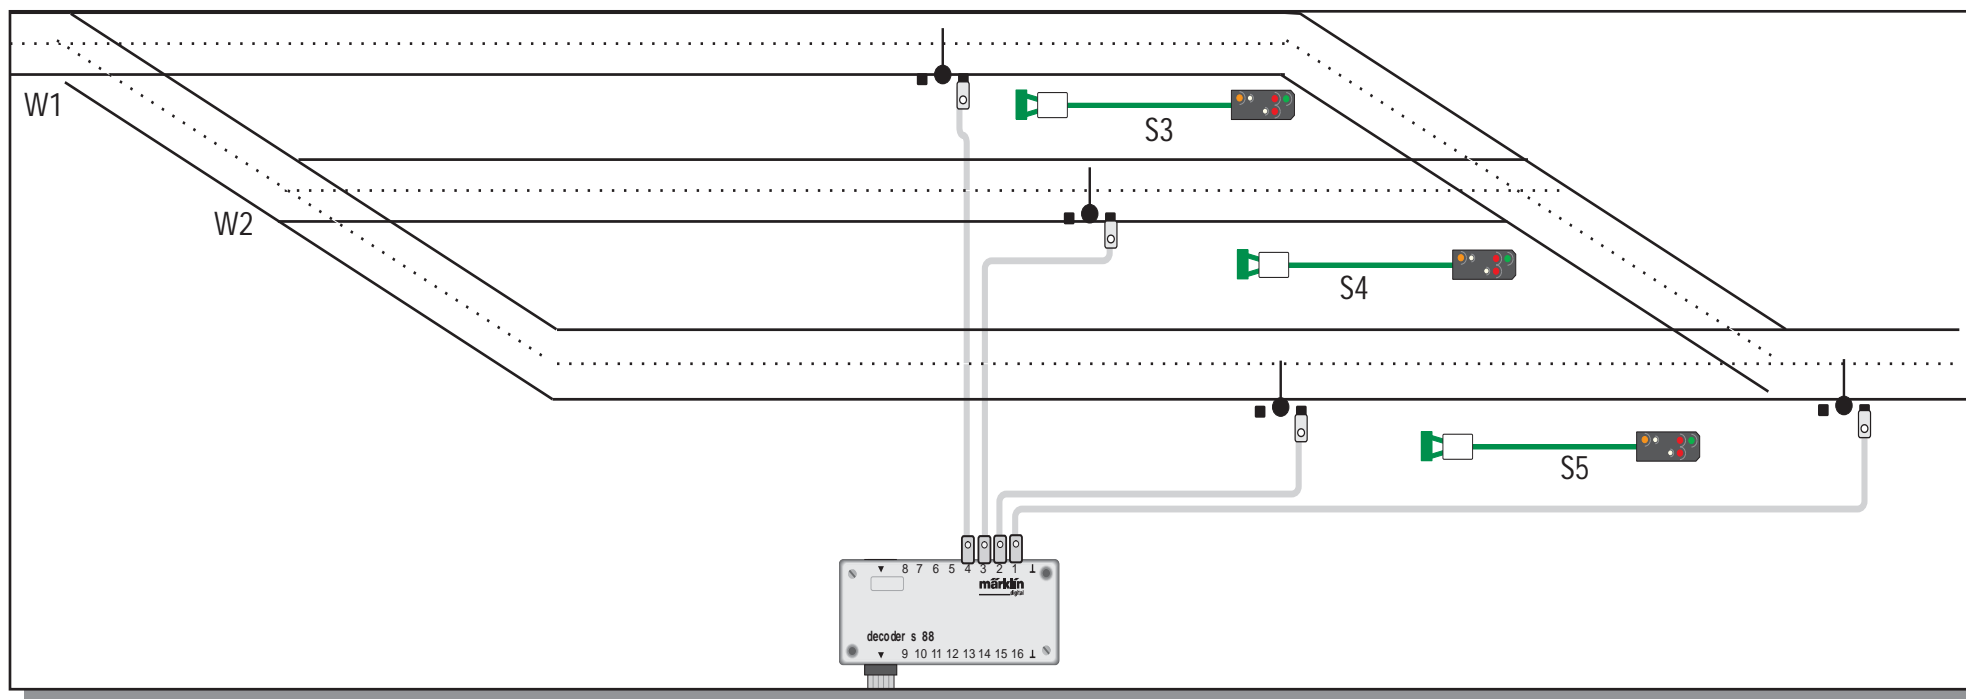 W1
S3
W2
S4
S5
▼ 8 7 6 5 4 3 2 1 ⊥
märklin
digital
decoder s 88
▼ 9 10 11 12 13 14 15 16 ⊥